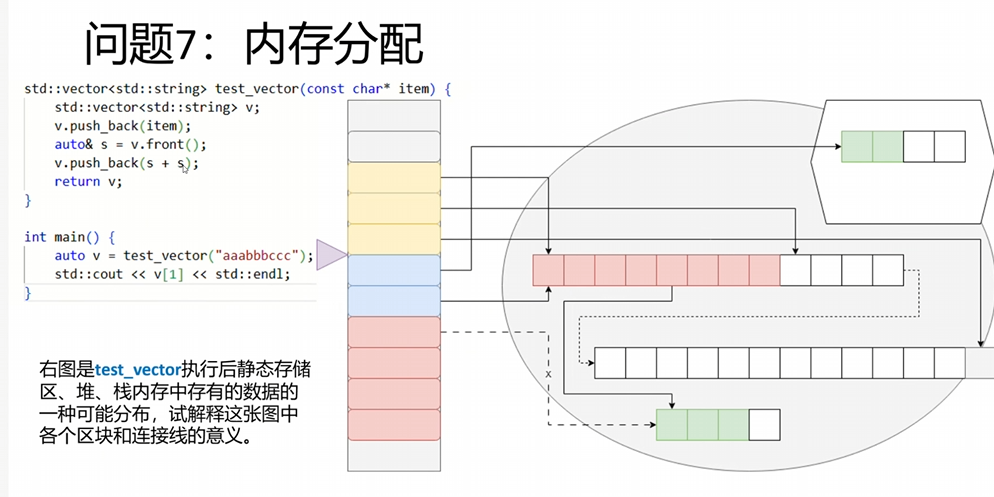 问题7：内存分配
std::vector<std::string> test_vector(const char* item) {
std::vector<std::string> v;
v.push_back(item);
auto& s = v.front();
v.push_back(s + s);
return v;
}
int main() {
auto v = test_vector("aaabbbccc");
std::cout << v[1] << std::endl;
}
右图是test_vector执行后静态存储
区、堆、栈内存中存有的数据的
一种可能分布，试解释这张图中
各个区块和连接线的意义。
x